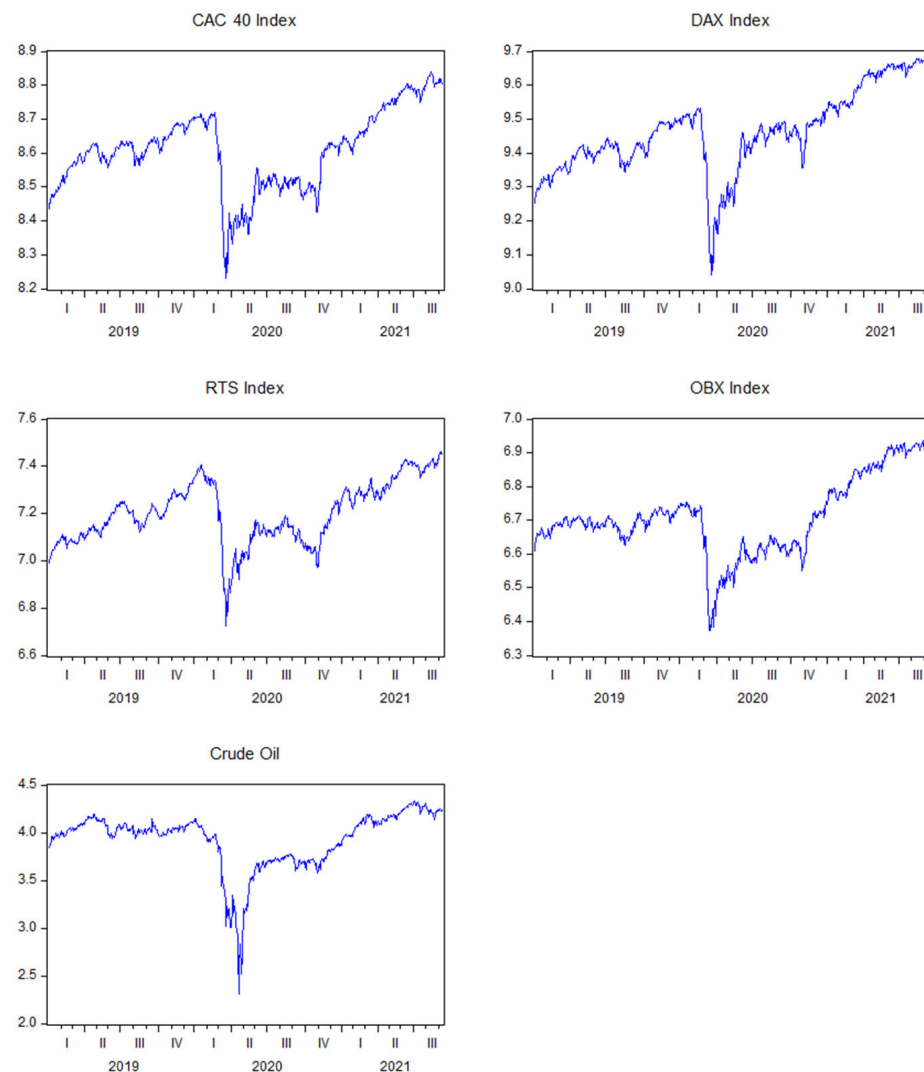 CAC 40 Index
8.9
8.8
8.7
8.6
8.5
8.4
8.3
8.2
I II III IV I II III IV I II III
2019 2020 2021
DAX Index
9.7
9.6
9.5
9.4
9.3
9.2
9.1
9.0
I II III IV I II III IV I II III
2019 2020 2021
RTS Index
7.6
7.4
7.2
7.0
6.8
6.6
I II III IV I II III IV I II III
2019 2020 2021
OBX Index
7.0
6.9
6.8
6.7
6.6
6.5
6.4
6.3
I II III IV I II III IV I II III
2019 2020 2021
Crude Oil
4.5
4.0
3.5
3.0
2.5
2.0
I II III IV I II III IV I II III
2019 2020 2021